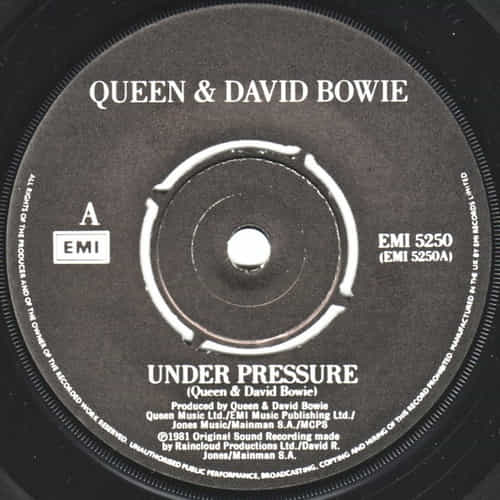 QUEEN & DAVID BOWIE
A
EMI
EMI 5250
(EMI 5250A)
UNDER PRESSURE
(Queen & David Bowie)
Produced by Queen & David Bowie
Queen Music Ltd./EMI Music Publishing Ltd./
Jones Music/Mainman S.A./MCPS
℗1981 Original Sound Recording made
by Raincloud Productions Ltd./David R.
Jones/Mainman S.A.
ALL RIGHTS OF THE PRODUCER AND OF THE OWNER OF THE RECORDED WORK RESERVED. UNAUTHORISED PUBLIC PERFORMANCE, BROADCASTING, COPYING AND HIRING OF THIS RECORD PROHIBITED. MANUFACTURED IN THE UK BY EMI RECORDS LIMITED